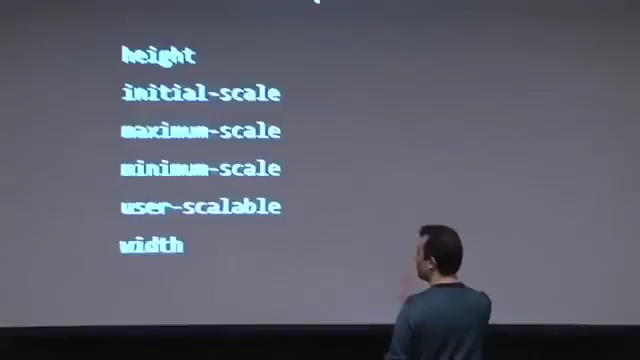 height
initial-scale
maximum-scale
minimum-scale
user-scalable
width